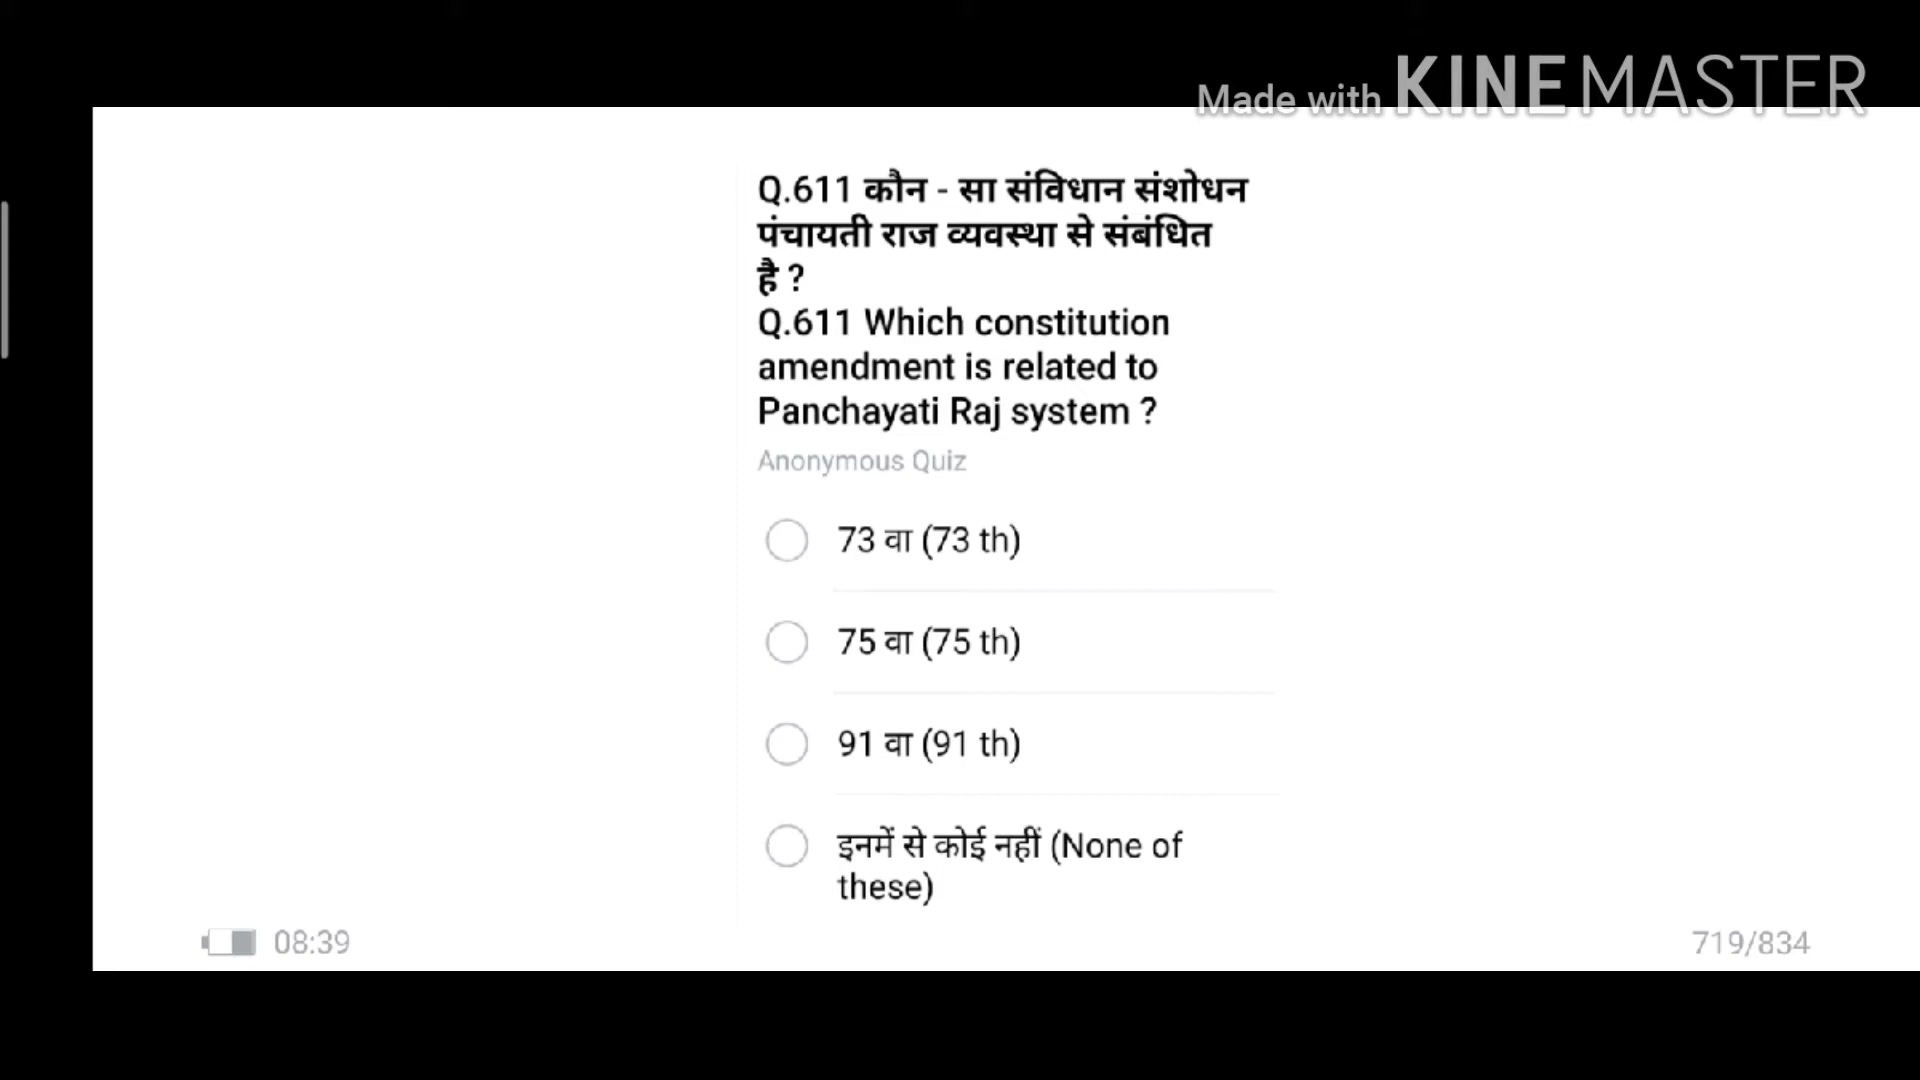 Made with KINEMASTER
Q.611 कौन - सा संविधान संशोधन
पंचायती राज व्यवस्था से संबंधित
है ?
Q.611 Which constitution
amendment is related to
Panchayati Raj system ?
Anonymous Quiz
73 वा (73 th)
75 वा (75 th)
91 वा (91 th)
इनमें से कोई नहीं (None of
these)
08:39
719/834